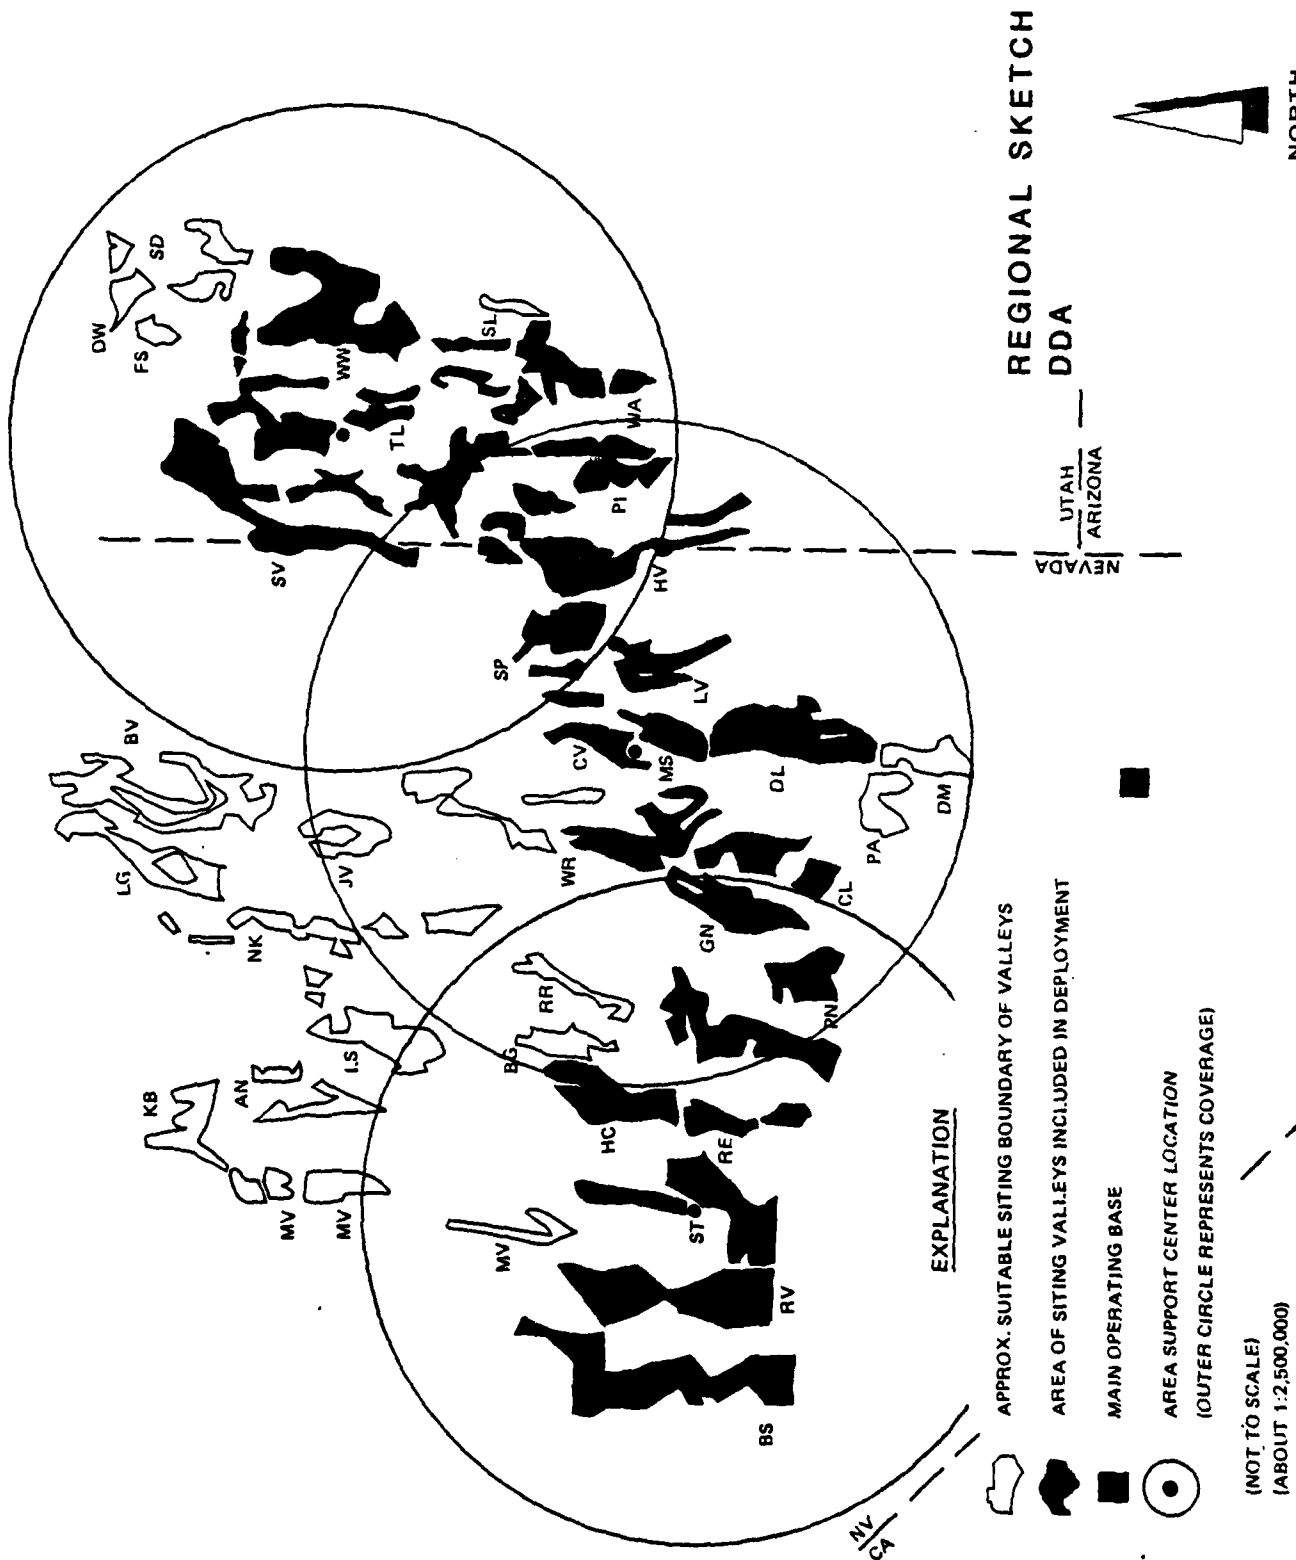 REGIONAL SKETCH
DDA
NORTH
UTAH
ARIZONA
NEVADA
NV
CA
DW
SD
FS
WW
SL
TL
WA
SV
PI
HV
SP
LV
BV
CV
MS
DL
DM
PA
LG
JV
WR
CL
NK
GN
RR
BG
PN
I.S
AN
KB
HC
RE
MV
MV
MV
ST
RV
BS
EXPLANATION
APPROX. SUITABLE SITING BOUNDARY OF VALLEYS
AREA OF SITING VALLEYS INCLUDED IN DEPLOYMENT
MAIN OPERATING BASE
AREA SUPPORT CENTER LOCATION
(OUTER CIRCLE REPRESENTS COVERAGE)
(NOT TO SCALE)
(ABOUT 1:2,500,000)